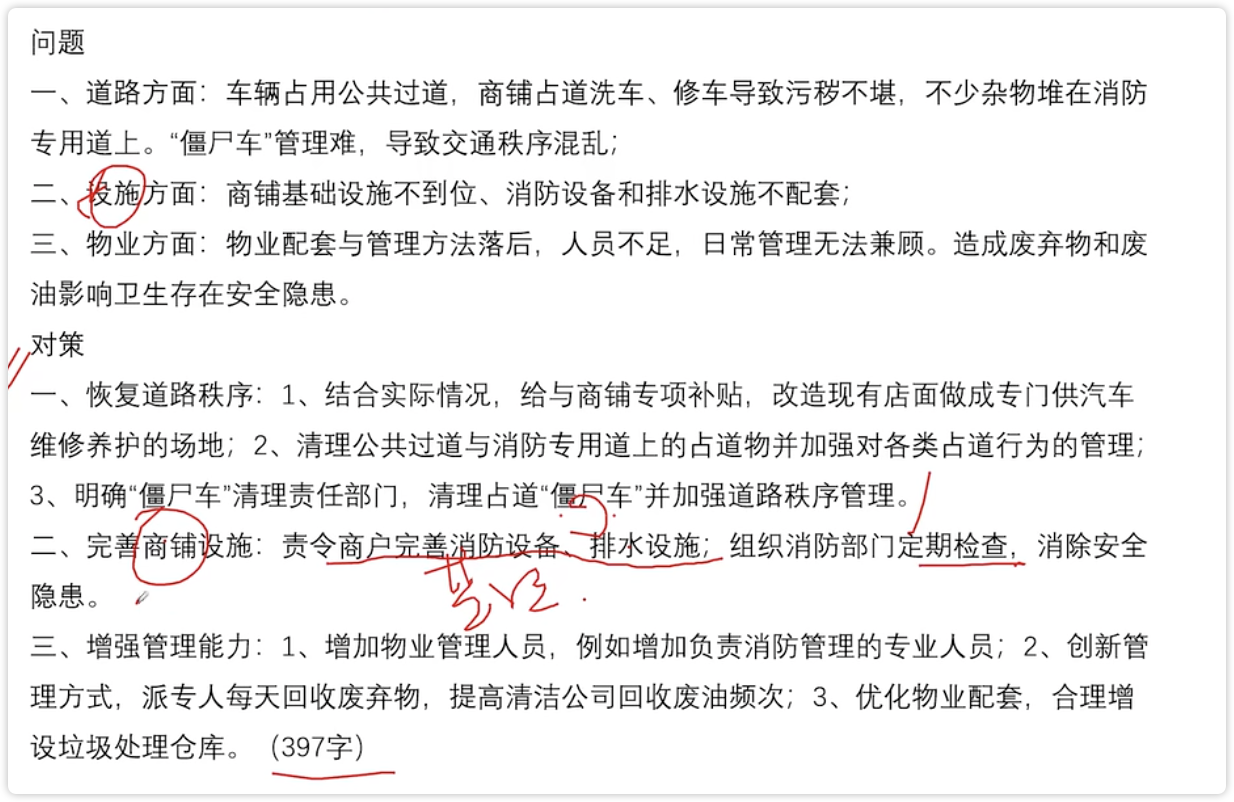 问题
一、道路方面：车辆占用公共过道，商铺占道洗车、修车导致污秽不堪，不少杂物堆在消防
专用道上。“僵尸车”管理难，导致交通秩序混乱；
二、设施方面：商铺基础设施不到位、消防设备和排水设施不配套；
三、物业方面：物业配套与管理方法落后，人员不足，日常管理无法兼顾。造成废弃物和废
油影响卫生存在安全隐患。
对策
一、恢复道路秩序：1、结合实际情况，给与商铺专项补贴，改造现有店面做成专门供汽车
维修养护的场地；2、清理公共过道与消防专用道上的占道物并加强对各类占道行为的管理；
3、明确“僵尸车”清理责任部门，清理占道“僵尸车”并加强道路秩序管理。
二、完善商铺设施：责令商户完善消防设备、排水设施；组织消防部门定期检查，消除安全
隐患。
三、增强管理能力：1、增加物业管理人员，例如增加负责消防管理的专业人员；2、创新管
理方式，派专人每天回收废弃物，提高清洁公司回收废油频次；3、优化物业配套，合理增
设垃圾处理仓库。（397字）